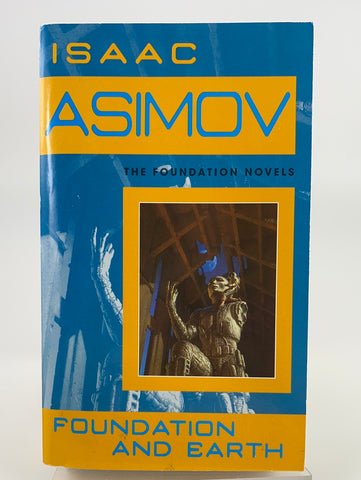 ISAAC
ASIMOV
THE FOUNDATION NOVELS
FOUNDATION
AND EARTH